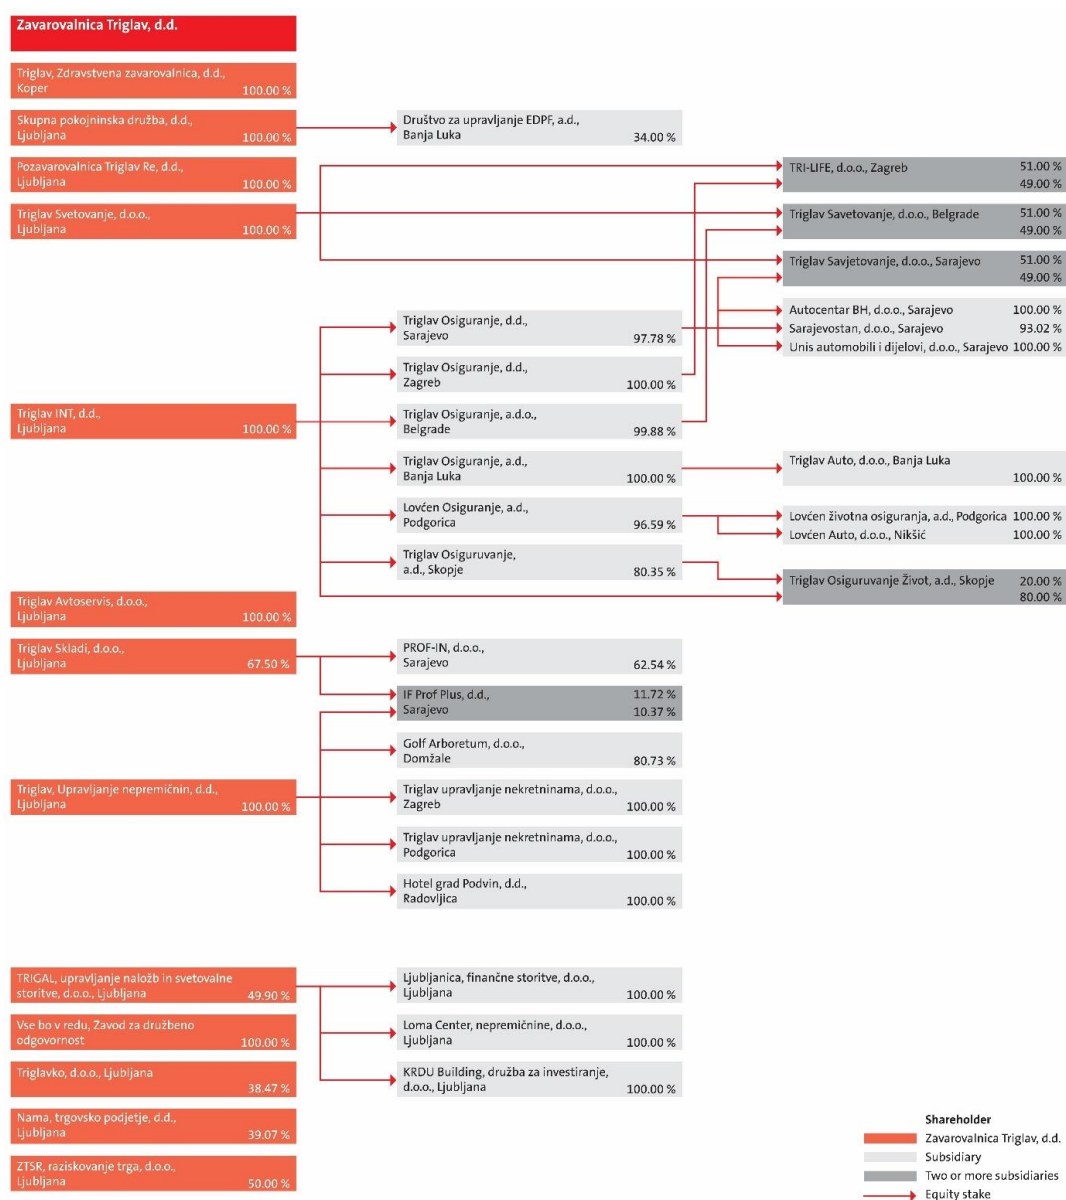 Zavarovalnica Triglav, d.d.
Triglav, Zdravstvena zavarovalnica, d.d.,
Koper 100.00 %
Skupna pokojninska družba, d.d.,
Ljubljana 100.00 %
Društvo za upravljanje EDPF, a.d.,
Banja Luka 34.00 %
Pozavarovalnica Triglav Re, d.d.,
Ljubljana 100.00 %
TRI-LIFE, d.o.o., Zagreb 51.00 %
49.00 %
Triglav Svetovanje, d.o.o.,
Ljubljana 100.00 %
Triglav Savetovanje, d.o.o., Belgrade 51.00 %
49.00 %
Triglav Savjetovanje, d.o.o., Sarajevo 51.00 %
49.00 %
Triglav Osiguranje, d.d.,
Sarajevo 97.78 %
Autocentar BH, d.o.o., Sarajevo 100.00 %
Sarajevostan, d.o.o., Sarajevo 93.02 %
Unis automobili i dijelovi, d.o.o., Sarajevo 100.00 %
Triglav Osiguranje, d.d.,
Zagreb 100.00 %
Triglav INT, d.d.,
Ljubljana 100.00 %
Triglav Osiguranje, a.d.o.,
Belgrade 99.88 %
Triglav Osiguranje, a.d.,
Banja Luka 100.00 %
Triglav Auto, d.o.o., Banja Luka
100.00 %
Lovćen Osiguranje, a.d.,
Podgorica 96.59 %
Lovćen životna osiguranja, a.d., Podgorica 100.00 %
Lovćen Auto, d.o.o., Nikšić 100.00 %
Triglav Osiguruvanje,
a.d., Skopje 80.35 %
Triglav Osiguruvanje Život, a.d., Skopje 20.00 %
80.00 %
Triglav Avtoservis, d.o.o.,
Ljubljana 100.00 %
Triglav Skladi, d.o.o.,
Ljubljana 67.50 %
PROF-IN, d.o.o.,
Sarajevo 62.54 %
IF Prof Plus, d.d., 11.72 %
Sarajevo 10.37 %
Golf Arboretum, d.o.o.,
Domžale 80.73 %
Triglav, Upravljanje nepremičnin, d.d.,
Ljubljana 100.00 %
Triglav upravljanje nekretninama, d.o.o.,
Zagreb 100.00 %
Triglav upravljanje nekretninama, d.o.o.,
Podgorica 100.00 %
Hotel grad Podvin, d.d.,
Radovljica 100.00 %
TRIGAL, upravljanje naložb in svetovalne
storitve, d.o.o., Ljubljana 49.90 %
Ljubljanica, finančne storitve, d.o.o.,
Ljubljana 100.00 %
Vse bo v redu, Zavod za družbeno
odgovornost 100.00 %
Loma Center, nepremičnine, d.o.o.,
Ljubljana 100.00 %
Triglavko, d.o.o., Ljubljana
38.47 %
KRDU Building, družba za investiranje,
d.o.o., Ljubljana 100.00 %
Nama, trgovsko podjetje, d.d.,
Ljubljana 39.07 %
ZTSR, raziskovanje trga, d.o.o.,
Ljubljana 50.00 %
Shareholder
Zavarovalnica Triglav, d.d.
Subsidiary
Two or more subsidiaries
Equity stake